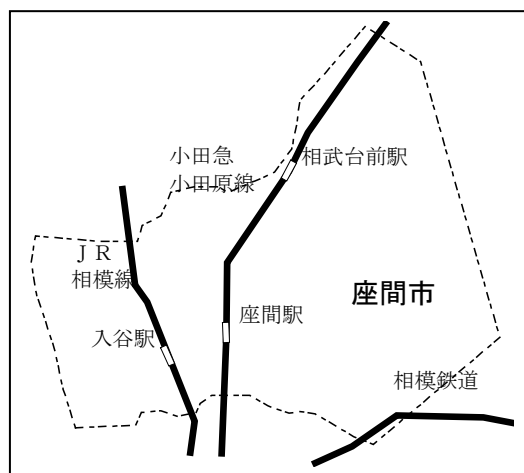 小田急
小田原線
相武台前駅
ＪＲ
相模線
座間市
座間駅
入谷駅
相模鉄道